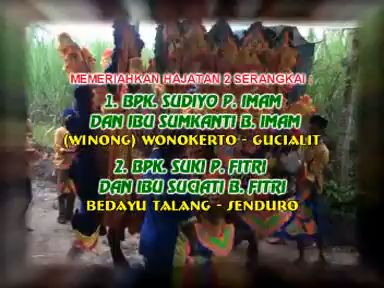 MEMERIAHKAN HAJATAN 2 SERANGKAI :
1. BPK. SUDIYO P. IMAM
DAN IBU SUMKANTI B. IMAM
(WINONG) WONOKERTO - GUCIALIT
2. BPK. SUKI P. FITRI
DAN IBU SUCIATI B. FITRI
BEDAYU TALANG - SENDURO